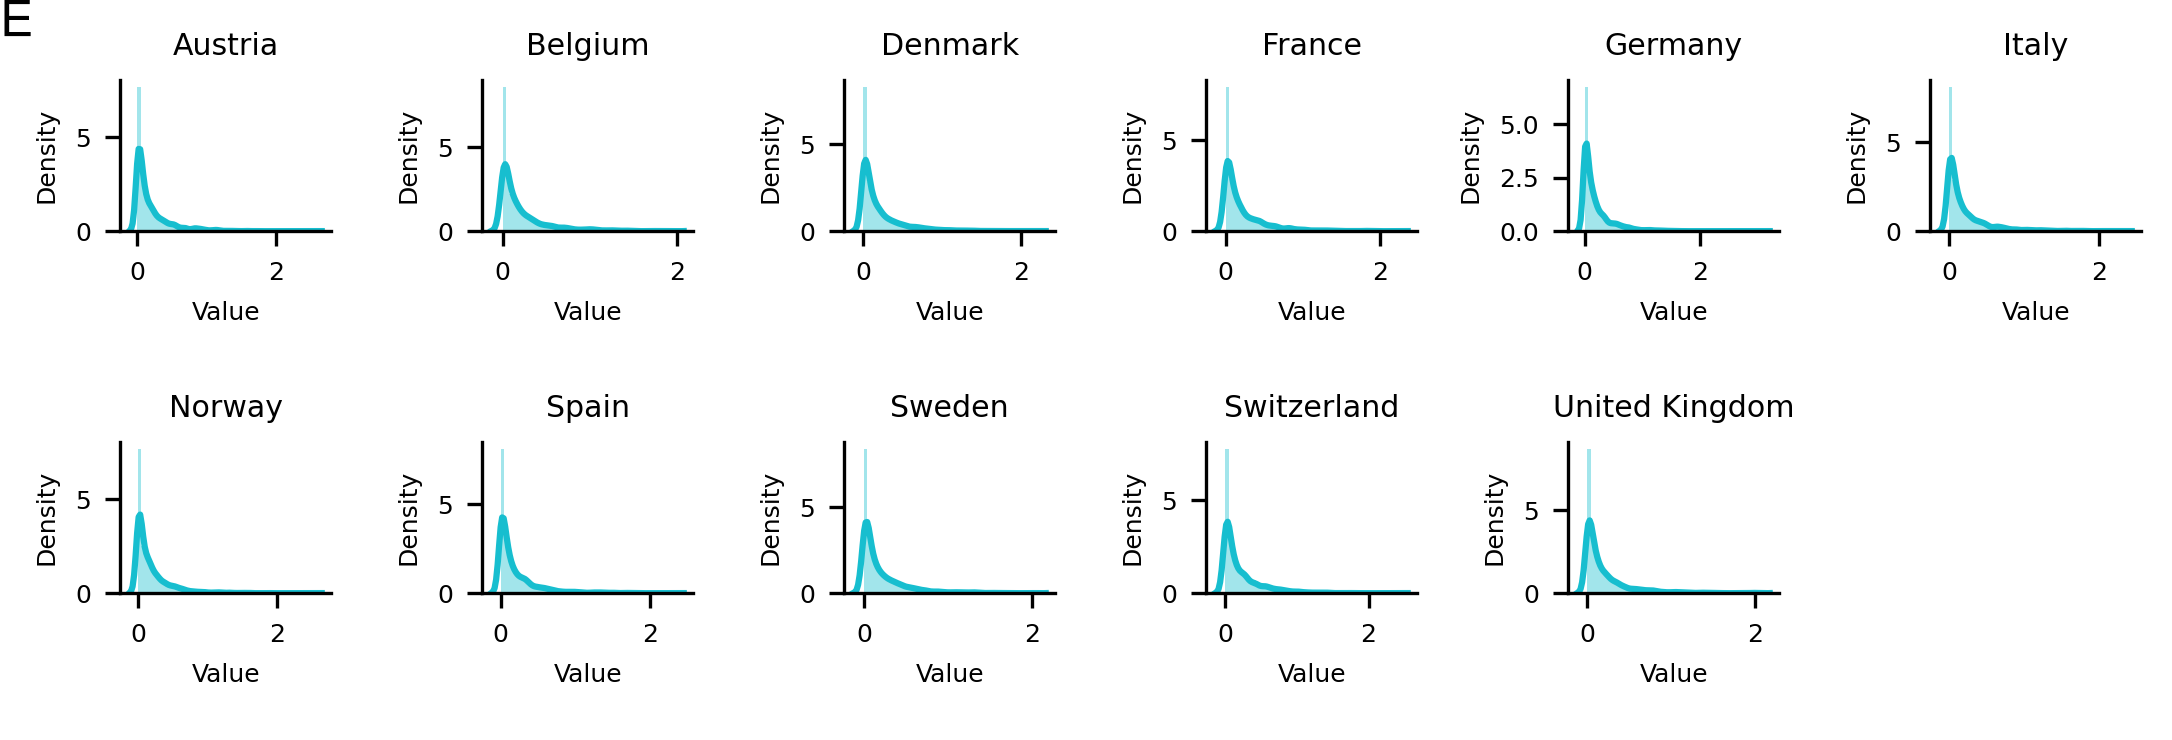 E
Austria Belgium Denmark France Germany Italy
Density 5 0 Density 5 0 Density 5 0 Density 5 0 Density 5.0 2.5 0.0 Density 5 0
0 2 0 2 0 2 0 2 0 2 0 2
Value Value Value Value Value Value
Norway Spain Sweden Switzerland United Kingdom
Density 5 0 Density 5 0 Density 5 0 Density 5 0 Density 5 0
0 2 0 2 0 2 0 2 0 2
Value Value Value Value Value